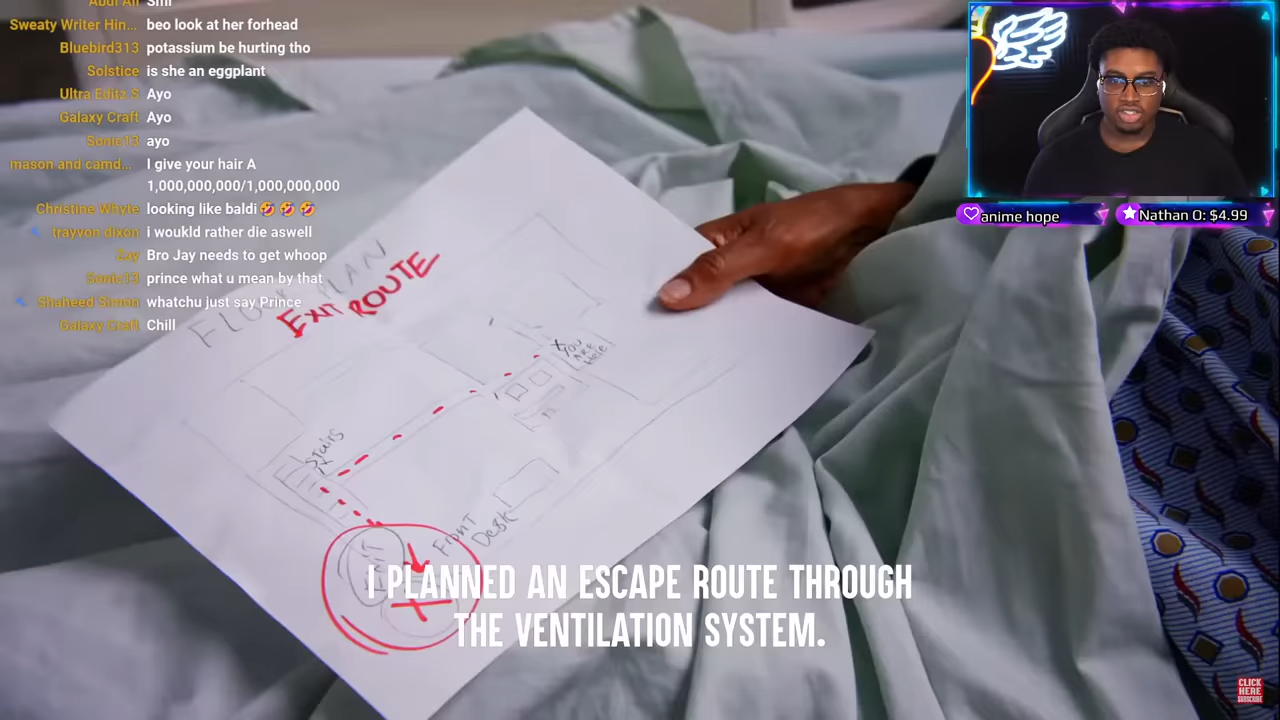 Abdi Ali Smi
Sweaty Writer Hin... beo look at her forhead
Bluebird313 potassium be hurting tho
Solstice is she an eggplant
Ultra Editz S Ayo
Galaxy Craft Ayo
Sonic13 ayo
mason and camd... I give your hair A
1,000,000,000/1,000,000,000
Christine Whyte looking like baldi🤣🤣🤣
trayvon dixon i woukld rather die aswell
Zay Bro Jay needs to get whoop
Sonic13 prince what u mean by that
Shaheed Simon whatchu just say Prince
Galaxy Craft Chill
anime hope
Nathan O: $4.99
FLOOR PLAN
EXIT ROUTE
X YOU ARE Here
Stairs
Front
Desk
I PLANNED AN ESCAPE ROUTE THROUGH
THE VENTILATION SYSTEM.
CLICK
HERE
SUBSCRIBE